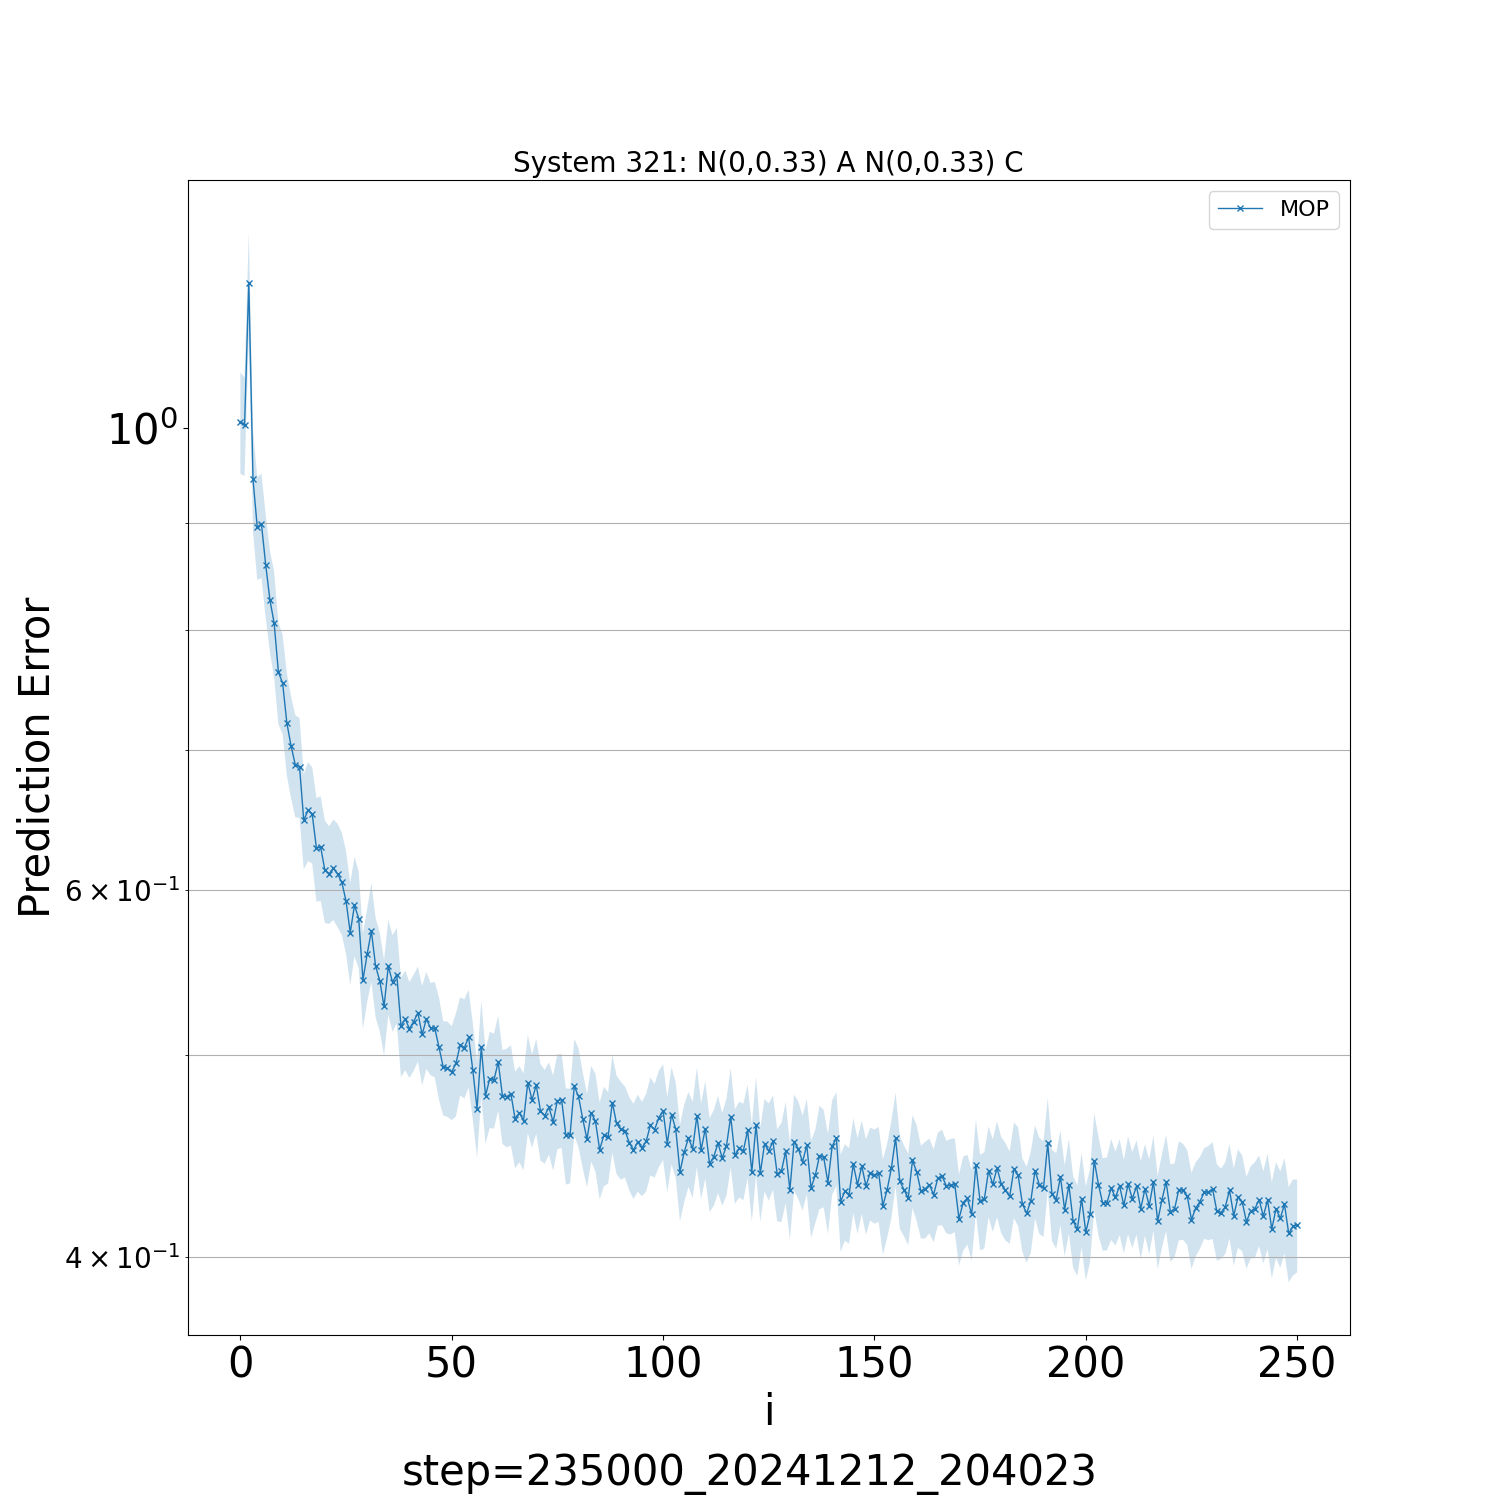 System 321: N(0,0.33) A N(0,0.33) C
MOP
10⁰
6 × 10⁻¹
4 × 10⁻¹
Prediction Error
0 50 100 150 200 250
i
step=235000_20241212_204023